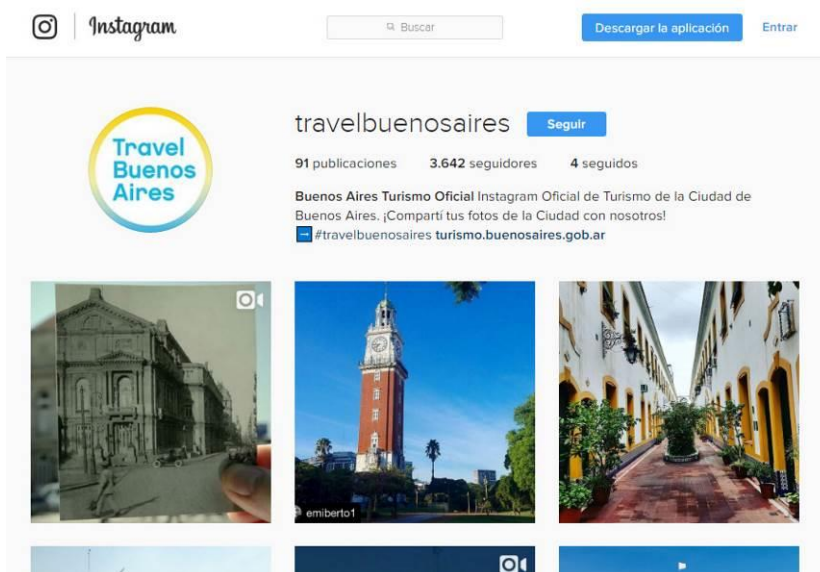 Instagram
Buscar
Descargar la aplicación
Entrar
Travel
Buenos
Aires
travelbuenosaires
Seguir
91 publicaciones 3.642 seguidores 4 seguidos
Buenos Aires Turismo Oficial Instagram Oficial de Turismo de la Ciudad de
Buenos Aires. ¡Compartí tus fotos de la Ciudad con nosotros!
➡#travelbuenosaires turismo.buenosaires.gob.ar
emiberto1